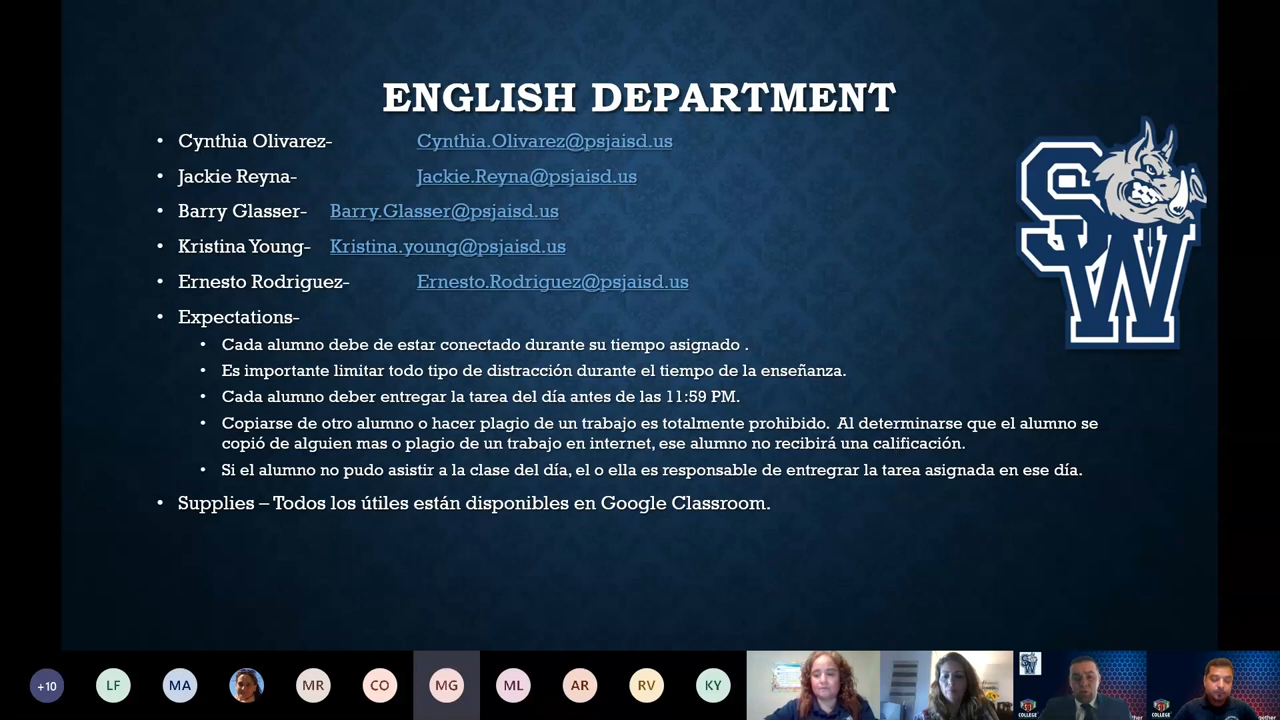 ENGLISH DEPARTMENT
• Cynthia Olivarez- Cynthia.Olivarez@psjaisd.us
• Jackie Reyna- Jackie.Reyna@psjaisd.us
• Barry Glasser- Barry.Glasser@psjaisd.us
• Kristina Young- Kristina.young@psjaisd.us
• Ernesto Rodriguez- Ernesto.Rodriguez@psjaisd.us
• Expectations-
• Cada alumno debe de estar conectado durante su tiempo asignado .
• Es importante limitar todo tipo de distracción durante el tiempo de la enseñanza.
• Cada alumno deber entregar la tarea del día antes de las 11:59 PM.
• Copiarse de otro alumno o hacer plagio de un trabajo es totalmente prohibido. Al determinarse que el alumno se
copió de alguien mas o plagio de un trabajo en internet, ese alumno no recibirá una calificación.
• Si el alumno no pudo asistir a la clase del día, el o ella es responsable de entregrar la tarea asignada en ese día.
• Supplies – Todos los útiles están disponibles en Google Classroom.
SW
+10 LF MA MR CO MG ML AR RV KY
SW
COLLEGE COLLEGE